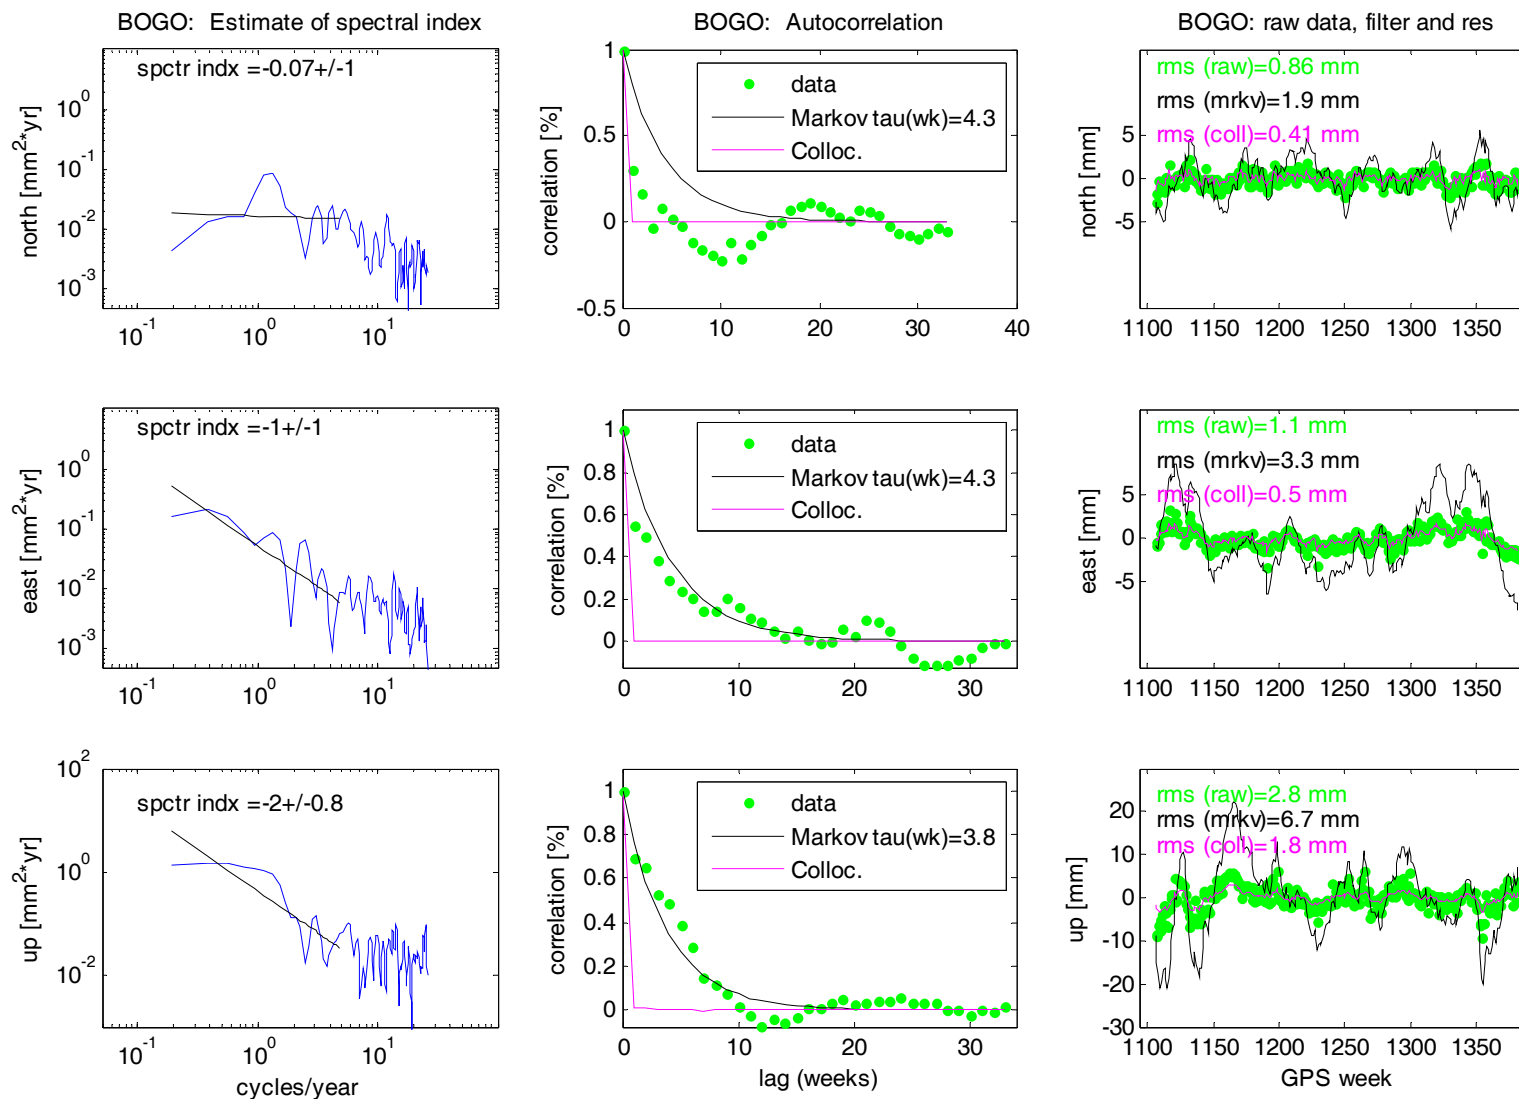 BOGO: Estimate of spectral index
BOGO: Autocorrelation
BOGO: raw data, filter and res
spctr indx =-0.07+/-1
north [mm²*yr]
10⁰
10⁻¹
10⁻²
10⁻³
10⁻¹ 10⁰ 10¹
correlation [%]
1
0.5
0
-0.5
0 10 20 30 40
data
Markov tau(wk)=4.3
Colloc.
rms (raw)=0.86 mm
rms (mrkv)=1.9 mm
rms (coll)=0.41 mm
north [mm]
5
0
-5
1100 1150 1200 1250 1300 1350
spctr indx =-1+/-1
east [mm²*yr]
10⁰
10⁻¹
10⁻²
10⁻³
10⁻¹ 10⁰ 10¹
correlation [%]
1
0.8
0.6
0.4
0.2
0
0 10 20 30
data
Markov tau(wk)=4.3
Colloc.
rms (raw)=1.1 mm
rms (mrkv)=3.3 mm
rms (coll)=0.5 mm
east [mm]
5
0
-5
1100 1150 1200 1250 1300 1350
spctr indx =-2+/-0.8
up [mm²*yr]
10²
10⁰
10⁻²
10⁻¹ 10⁰ 10¹
cycles/year
correlation [%]
1
0.8
0.6
0.4
0.2
0
0 10 20 30
lag (weeks)
data
Markov tau(wk)=3.8
Colloc.
rms (raw)=2.8 mm
rms (mrkv)=6.7 mm
rms (coll)=1.8 mm
up [mm]
20
10
0
-10
-20
-30
1100 1150 1200 1250 1300 1350
GPS week